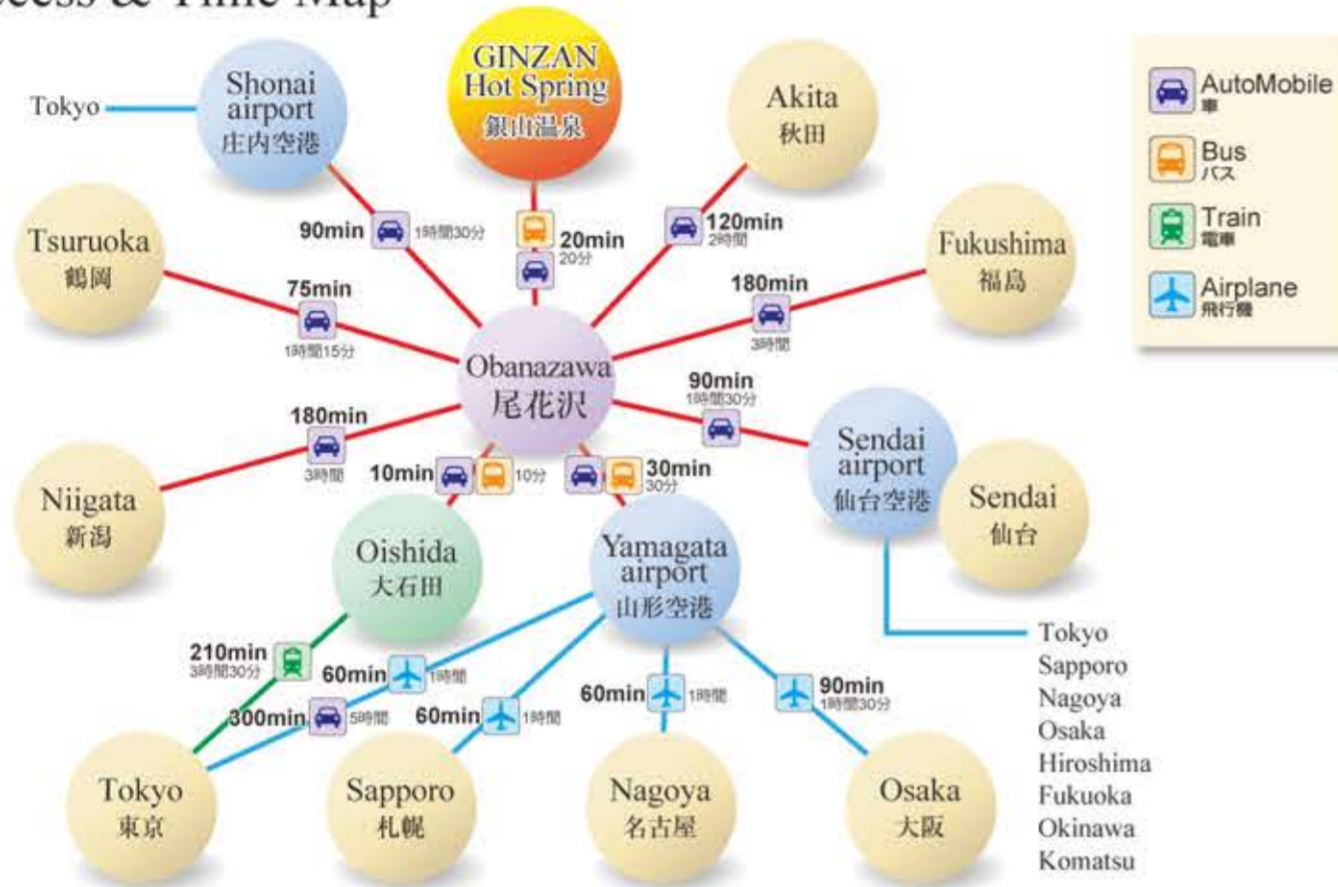 Access & Time Map
GINZAN
Hot Spring
銀山温泉
Shonai
airport
庄内空港
Tokyo
Akita
秋田
AutoMobile
車
Bus
バス
Train
電車
Airplane
飛行機
Tsuruoka
鶴岡
90min
1時間30分
20min
20分
120min
2時間
Fukushima
福島
75min
1時間15分
180min
3時間
Obanazawa
尾花沢
90min
1時間30分
180min
3時間
Sendai
airport
仙台空港
Sendai
仙台
Niigata
新潟
10min
10分
30min
30分
Oishida
大石田
Yamagata
airport
山形空港
210min
3時間30分
60min
1時間
300min
5時間
60min
1時間
60min
1時間
90min
1時間30分
Tokyo
東京
Sapporo
札幌
Nagoya
名古屋
Osaka
大阪
Tokyo
Sapporo
Nagoya
Osaka
Hiroshima
Fukuoka
Okinawa
Komatsu